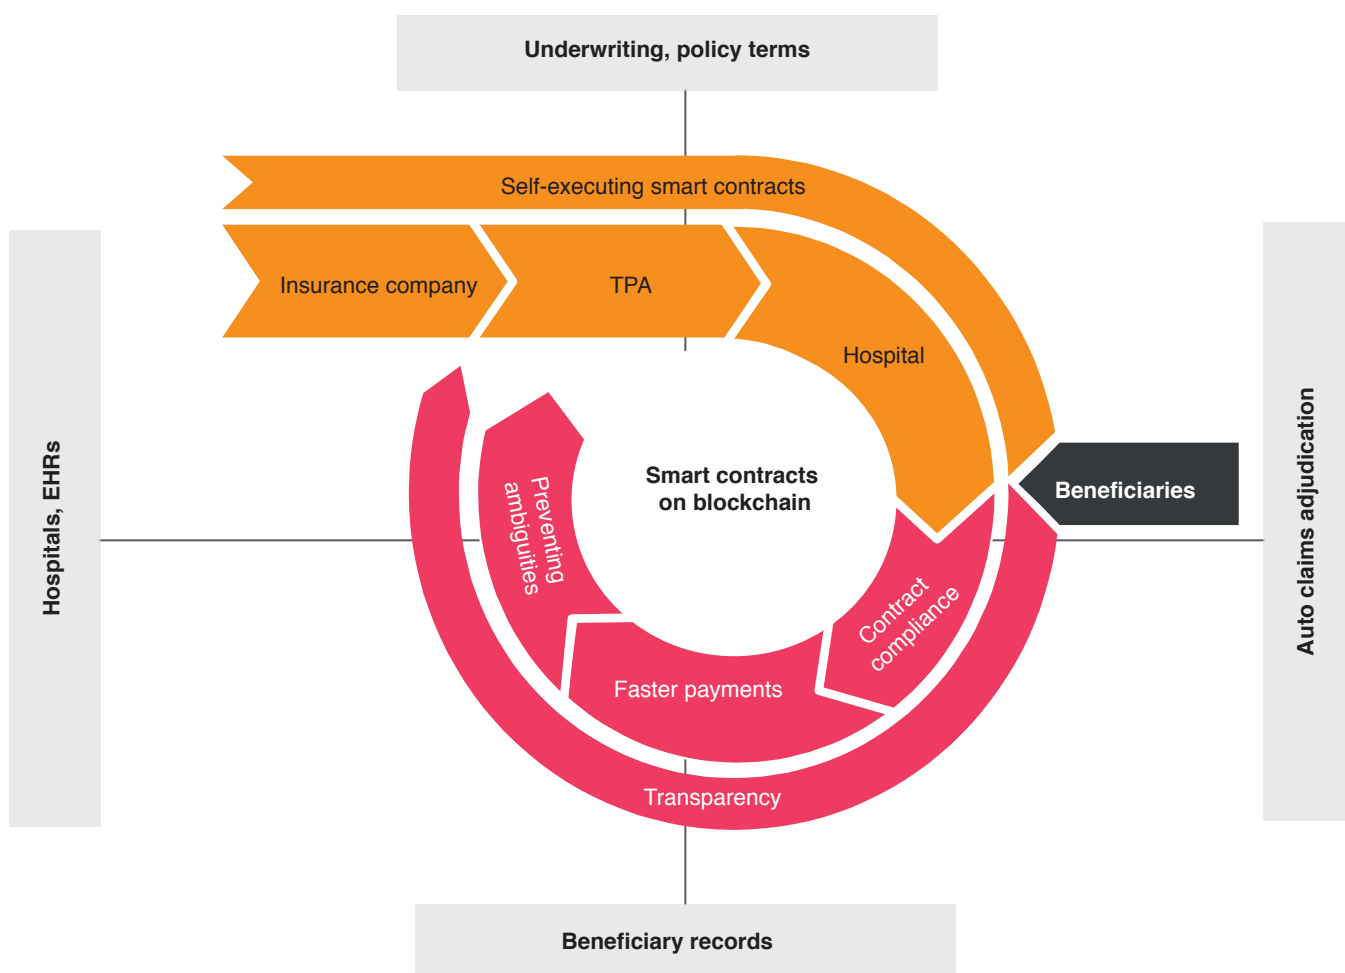 Underwriting, policy terms
Self-executing smart contracts
Insurance company
TPA
Hospital
Hospitals, EHRs
Smart contracts
on blockchain
Beneficiaries
Auto claims adjudication
Preventing
ambiguities
Contract
compliance
Faster payments
Transparency
Beneficiary records